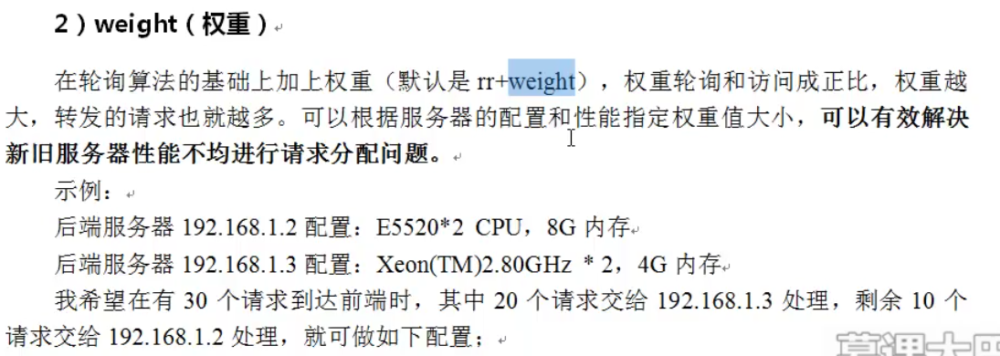 2）weight（权重）
在轮询算法的基础上加上权重（默认是 rr+weight），权重轮询和访问成正比，权重越
大，转发的请求也就越多。可以根据服务器的配置和性能指定权重值大小，可以有效解决
新旧服务器性能不均进行请求分配问题。
示例：
后端服务器 192.168.1.2 配置：E5520*2 CPU，8G 内存
后端服务器 192.168.1.3 配置：Xeon(TM)2.80GHz * 2，4G 内存
我希望在有 30 个请求到达前端时，其中 20 个请求交给 192.168.1.3 处理，剩余 10 个
请求交给 192.168.1.2 处理，就可做如下配置；